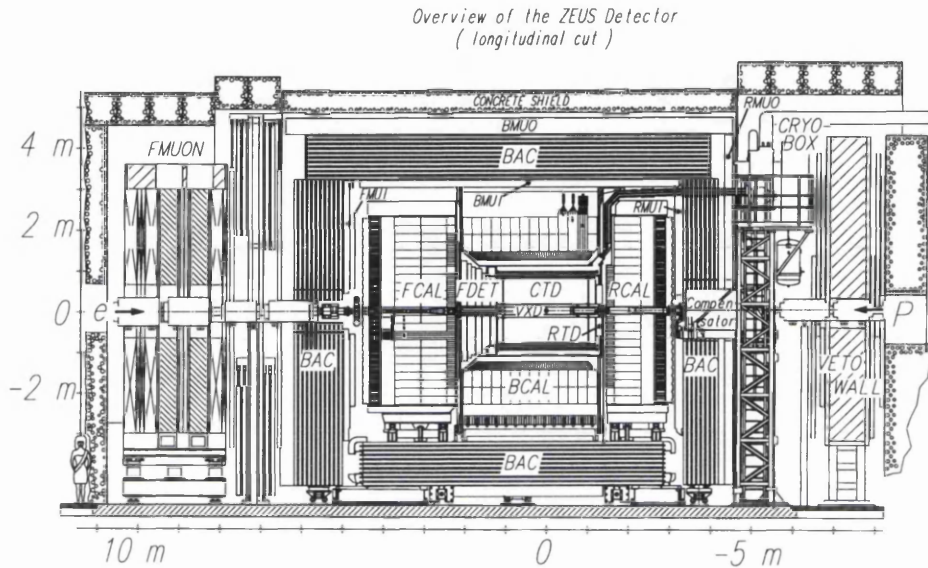 Overview of the ZEUS Detector
( longitudinal cut )
CONCRETE SHIELD
RMUO
BMUO
CRYO-
BOX
4 m
FMUON
BAC
FMUI
BMUI
RMUI
2 m
0
e
FCAL
FDET
CTD
RCAL
Compen
sator
P
VXD
RTD
BAC
BAC
VETO
WALL
-2 m
BCAL
BAC
10 m
0
-5 m